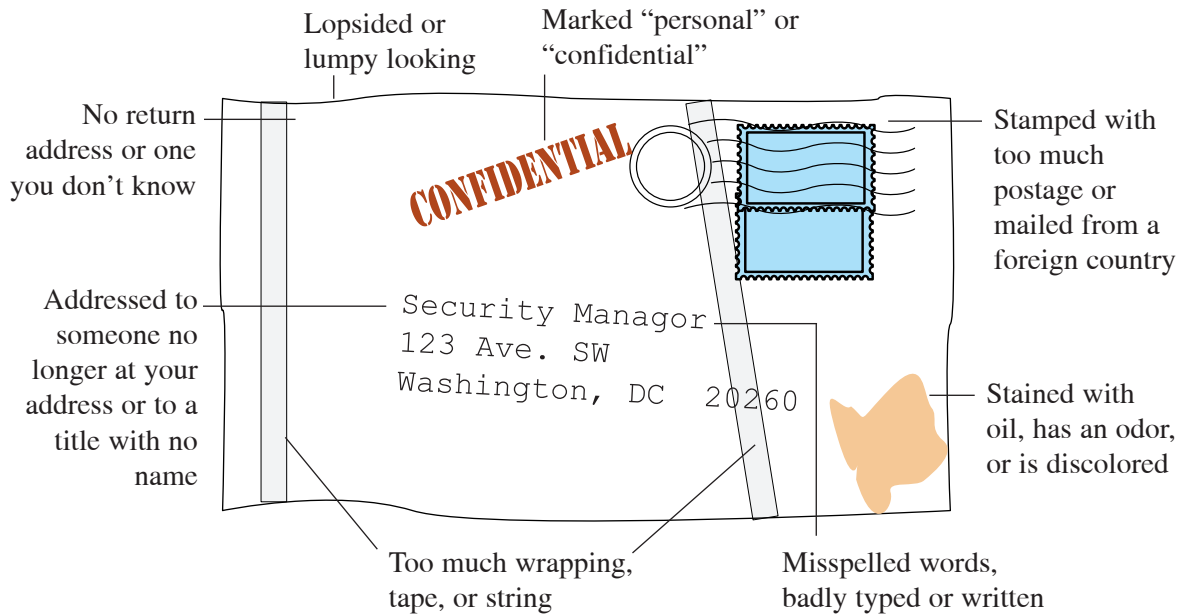 Lopsided or
lumpy looking
Marked “personal” or
“confidential”
No return
address or one
you don’t know
CONFIDENTIAL
Stamped with
too much
postage or
mailed from a
foreign country
Addressed to
someone no
longer at your
address or to a
title with no
name
Security Managor
123 Ave. SW
Washington, DC 20260
Stained with
oil, has an odor,
or is discolored
Too much wrapping,
tape, or string
Misspelled words,
badly typed or written